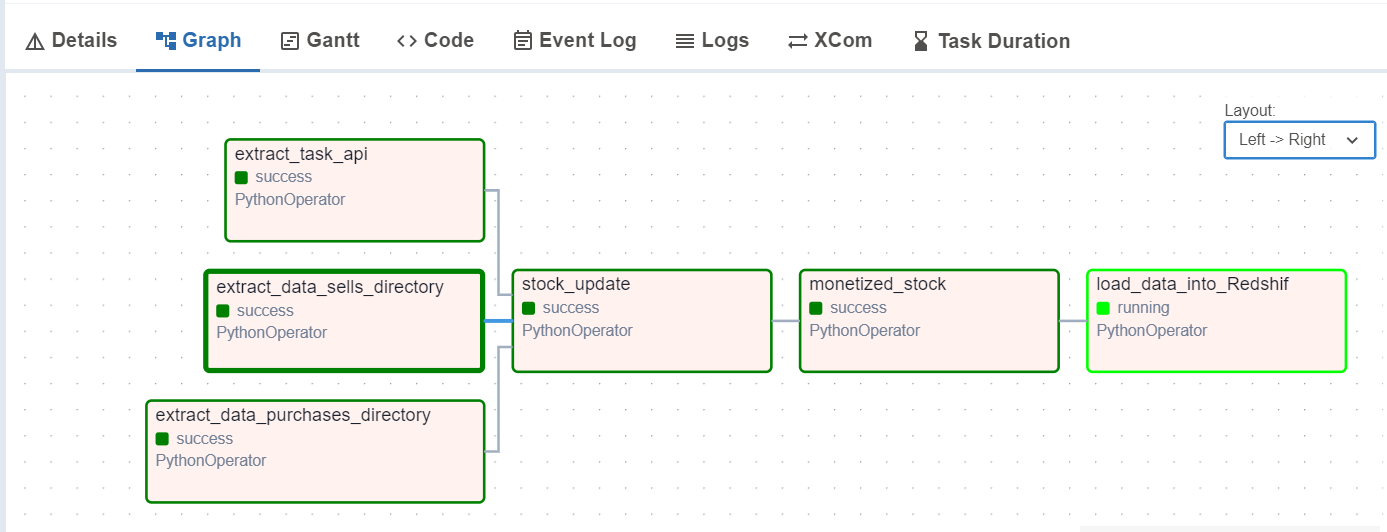 Details Graph Gantt Code Event Log Logs XCom Task Duration
Layout:
Left -> Right
extract_task_api
success
PythonOperator
extract_data_sells_directory
success
PythonOperator
stock_update
success
PythonOperator
monetized_stock
success
PythonOperator
load_data_into_Redshif
running
PythonOperator
extract_data_purchases_directory
success
PythonOperator